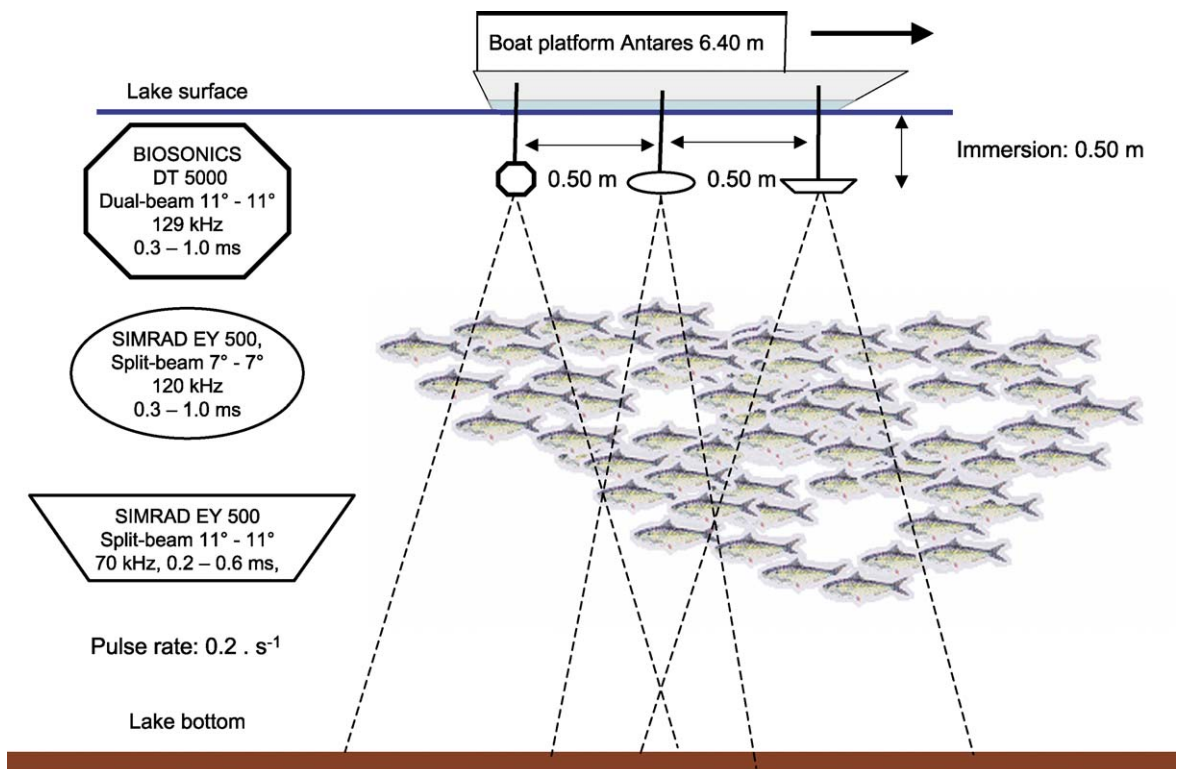 Boat platform Antares 6.40 m
Lake surface
BIOSONICS
DT 5000
Dual-beam 11° - 11°
129 kHz
0.3 – 1.0 ms
0.50 m
0.50 m
Immersion: 0.50 m
SIMRAD EY 500,
Split-beam 7° - 7°
120 kHz
0.3 – 1.0 ms
SIMRAD EY 500
Split-beam 11° - 11°
70 kHz, 0.2 – 0.6 ms,
Pulse rate: 0.2 . s⁻¹
Lake bottom